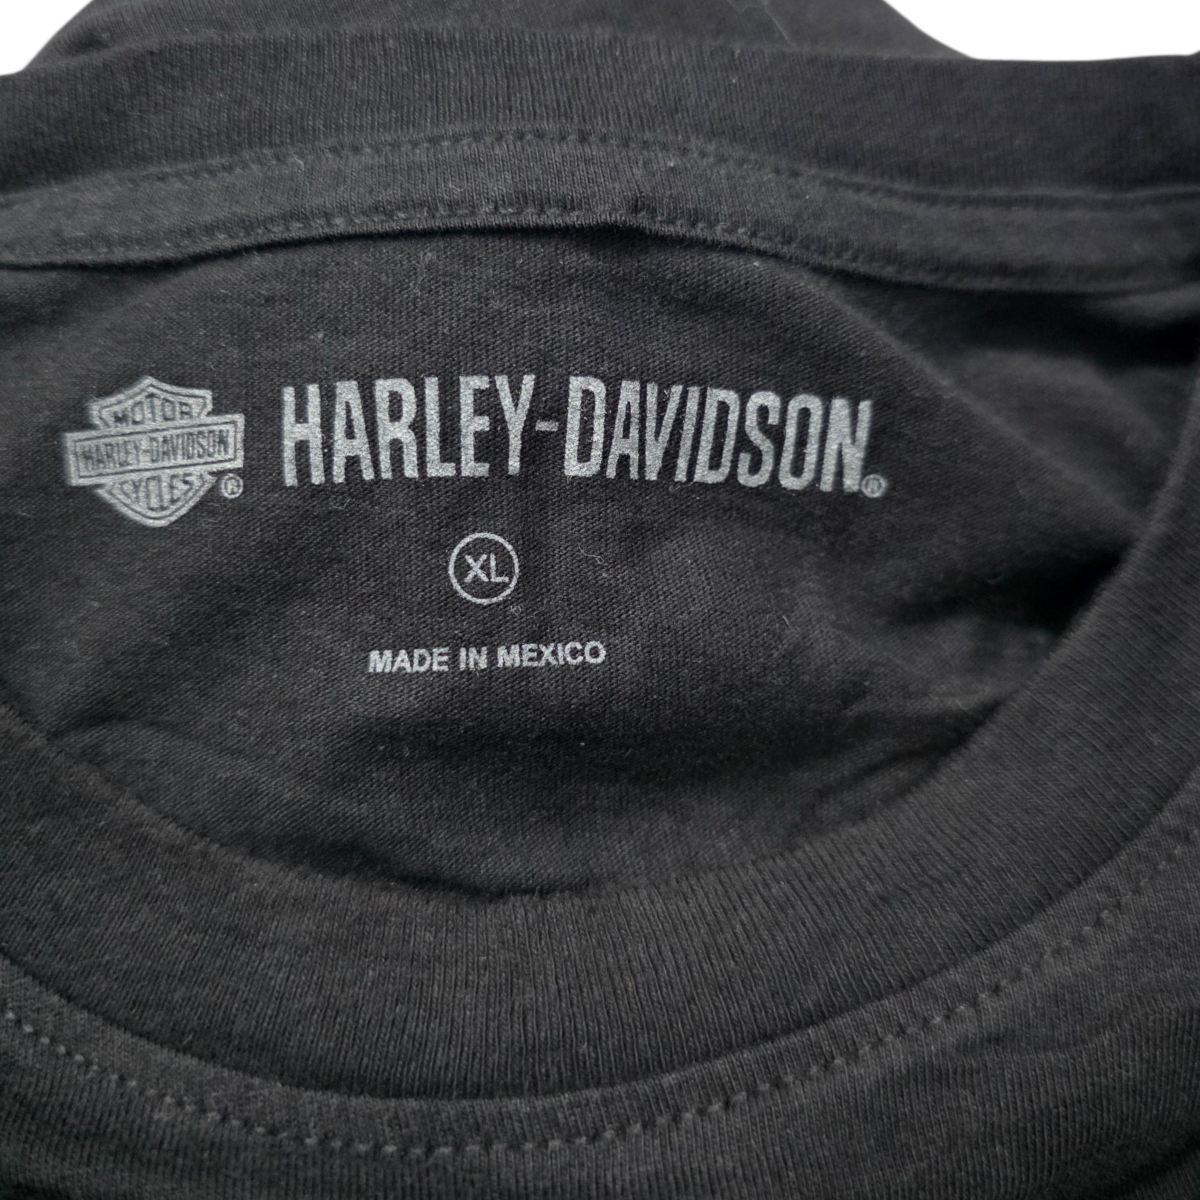 MOTOR
HARLEY-DAVIDSON
CYCLES ®
HARLEY-DAVIDSON®
XL
MADE IN MEXICO